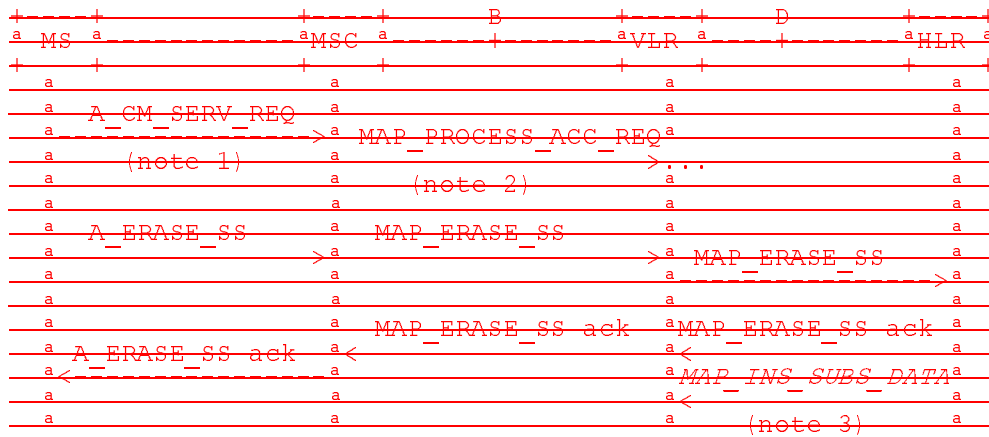 +-----+ +-----+ B +-----+ D +-----+
a MS a-------------a MSC a------+--------a VLR a-----+--------a HLR a
+ + + + + + + +
a a a a
a A_CM_SERV_REQ a a a
a----------------> a MAP_PROCESS_ACC_REQ a a
a (note 1) a >... a
a a (note 2) a a
a a a a
a A_ERASE_SS a MAP_ERASE_SS a a
a > a > a MAP_ERASE_SS a
a a a----------------> a
a a a a
a a MAP_ERASE_SS ack a MAP_ERASE_SS ack a
a A_ERASE_SS ack a < a < a
a <---------------- a a MAP_INS_SUBS_DATA a
a a a < a
a a a (note 3) a